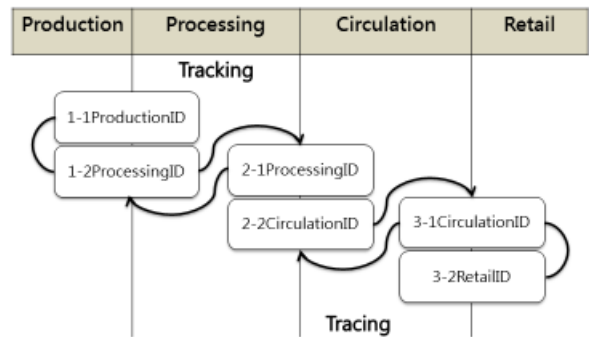 Production Processing Circulation Retail
Tracking
1-1ProductionID
1-2ProcessingID
2-1ProcessingID
2-2CirculationID
3-1CirculationID
3-2RetailID
Tracing